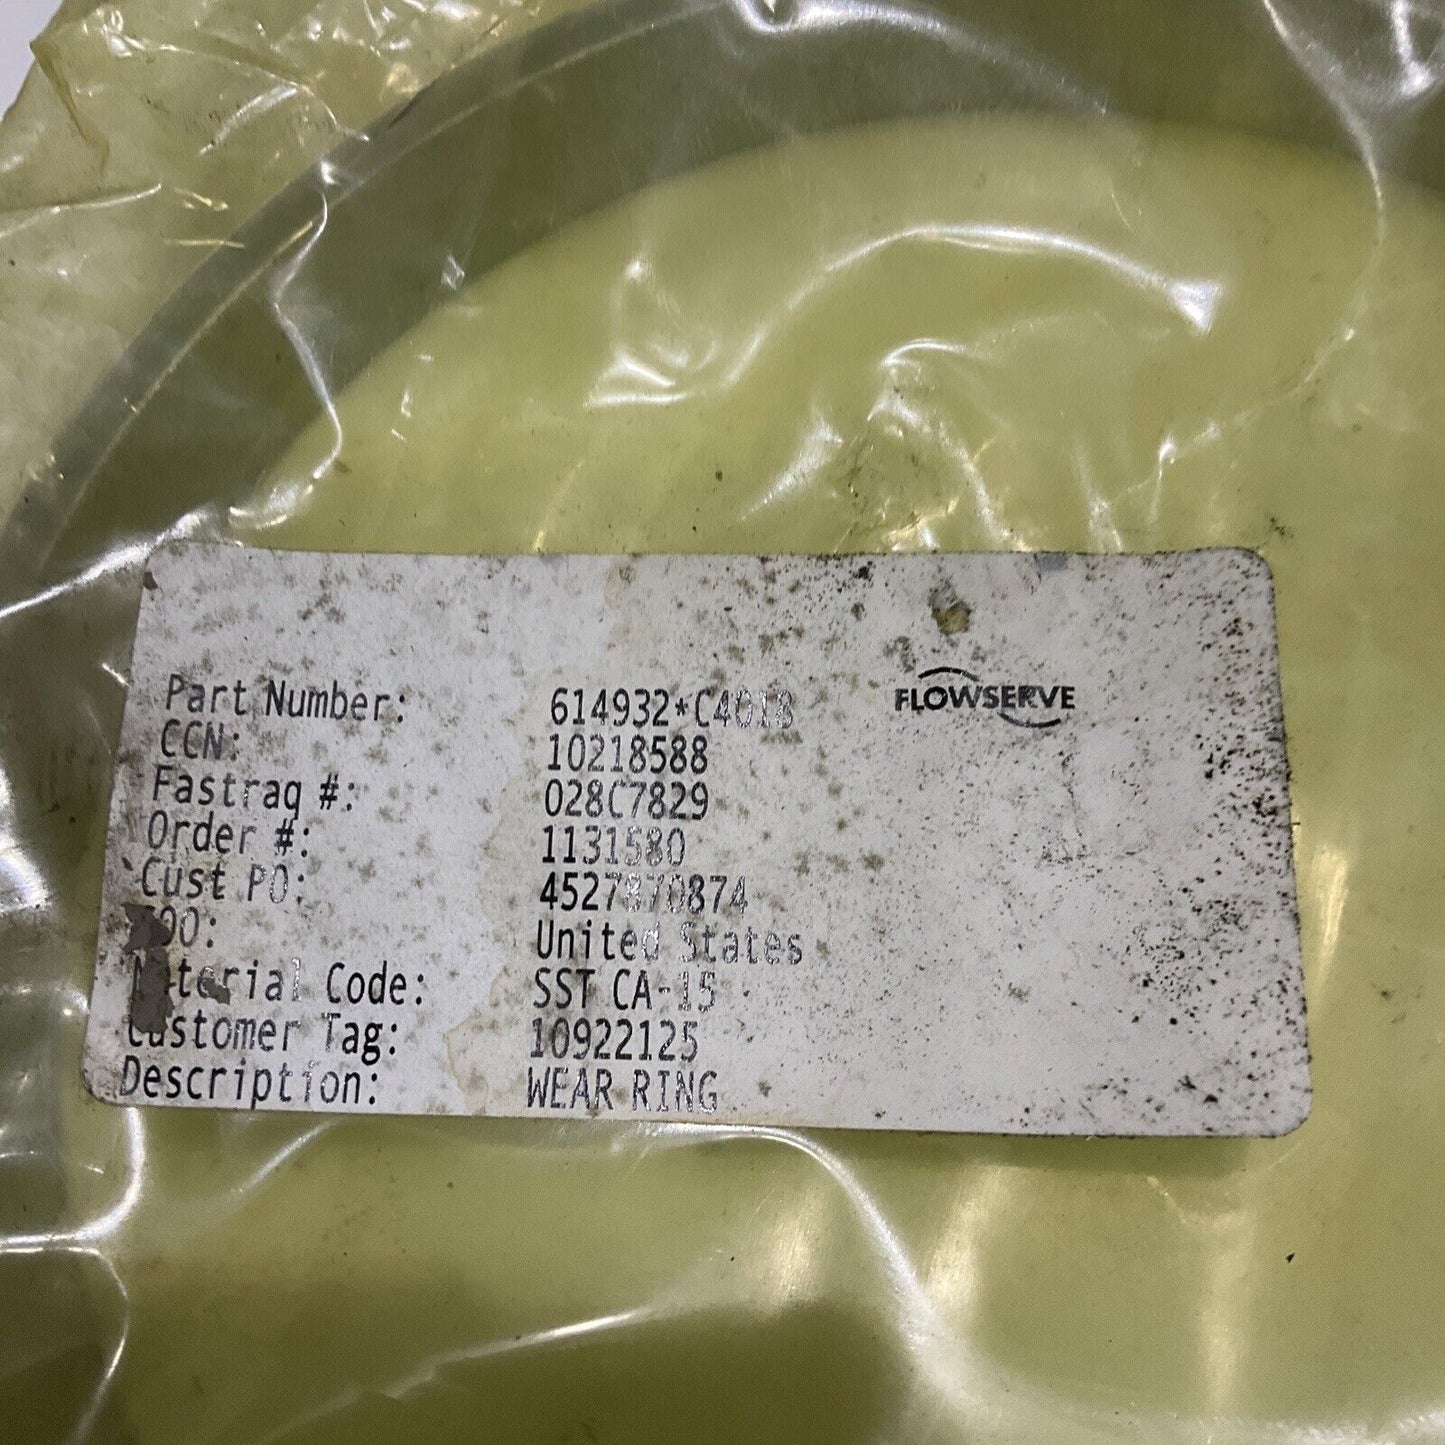 Part Number: 614932*C4018
FLOWSERVE
CCN: 10218588
Fastraq #: 028C7829
Order #: 1131580
Cust PO: 4527870874
United States
Material Code: SST CA-15
Customer Tag: 10922125
Description: WEAR RING